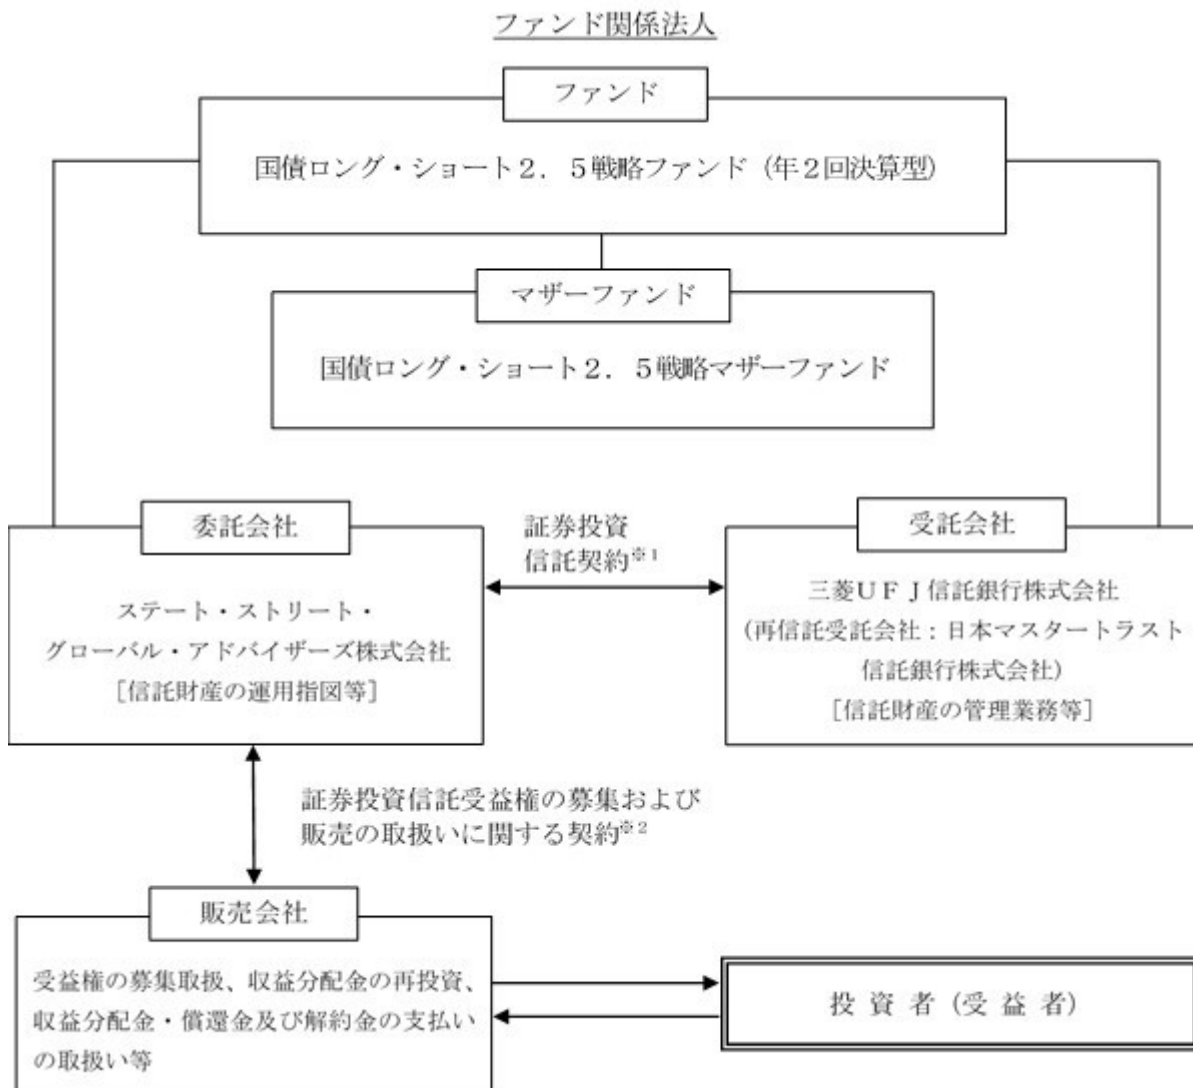 ファンド関係法人
ファンド
国債ロング・ショート２．５戦略ファンド（年２回決算型）
マザーファンド
国債ロング・ショート２．５戦略マザーファンド
委託会社
ステート・ストリート・
グローバル・アドバイザーズ株式会社
［信託財産の運用指図等］
証券投資
信託契約※1
受託会社
三菱ＵＦＪ信託銀行株式会社
(再信託受託会社：日本マスタートラスト
信託銀行株式会社)
［信託財産の管理業務等］
証券投資信託受益権の募集および
販売の取扱いに関する契約※2
販売会社
受益権の募集取扱、収益分配金の再投資、
収益分配金・償還金及び解約金の支払い
の取扱い等
投 資 者（受 益 者）